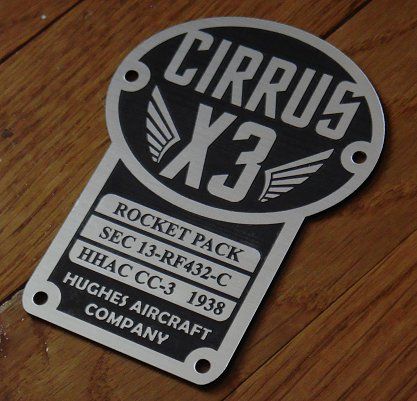 CIRRUS
X3
ROCKET PACK
SEC 13-RF432-C
HHAC CC-3 1938
HUGHES AIRCRAFT
COMPANY